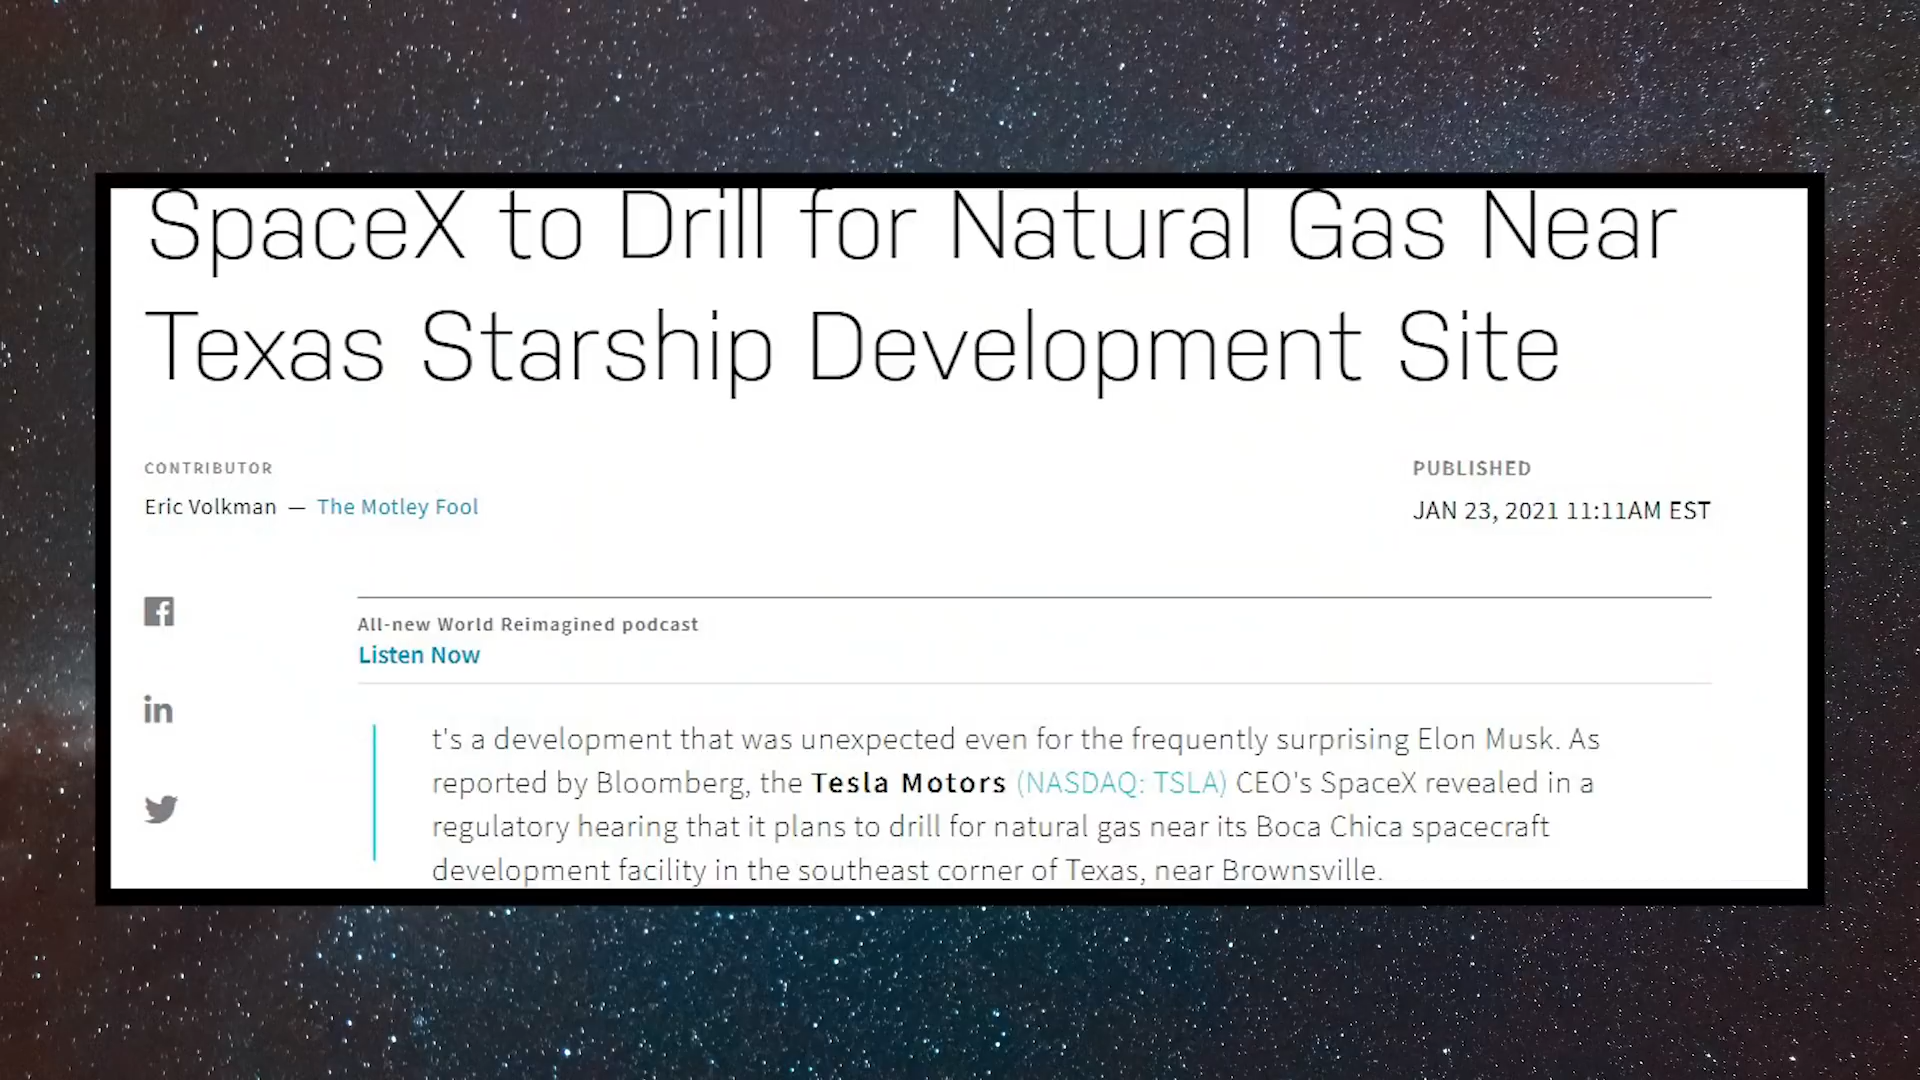 SpaceX to Drill for Natural Gas Near
Texas Starship Development Site
CONTRIBUTOR
Eric Volkman — The Motley Fool
PUBLISHED
JAN 23, 2021 11:11AM EST
All-new World Reimagined podcast
Listen Now
t's a development that was unexpected even for the frequently surprising Elon Musk. As
reported by Bloomberg, the Tesla Motors (NASDAQ: TSLA) CEO's SpaceX revealed in a
regulatory hearing that it plans to drill for natural gas near its Boca Chica spacecraft
development facility in the southeast corner of Texas, near Brownsville.